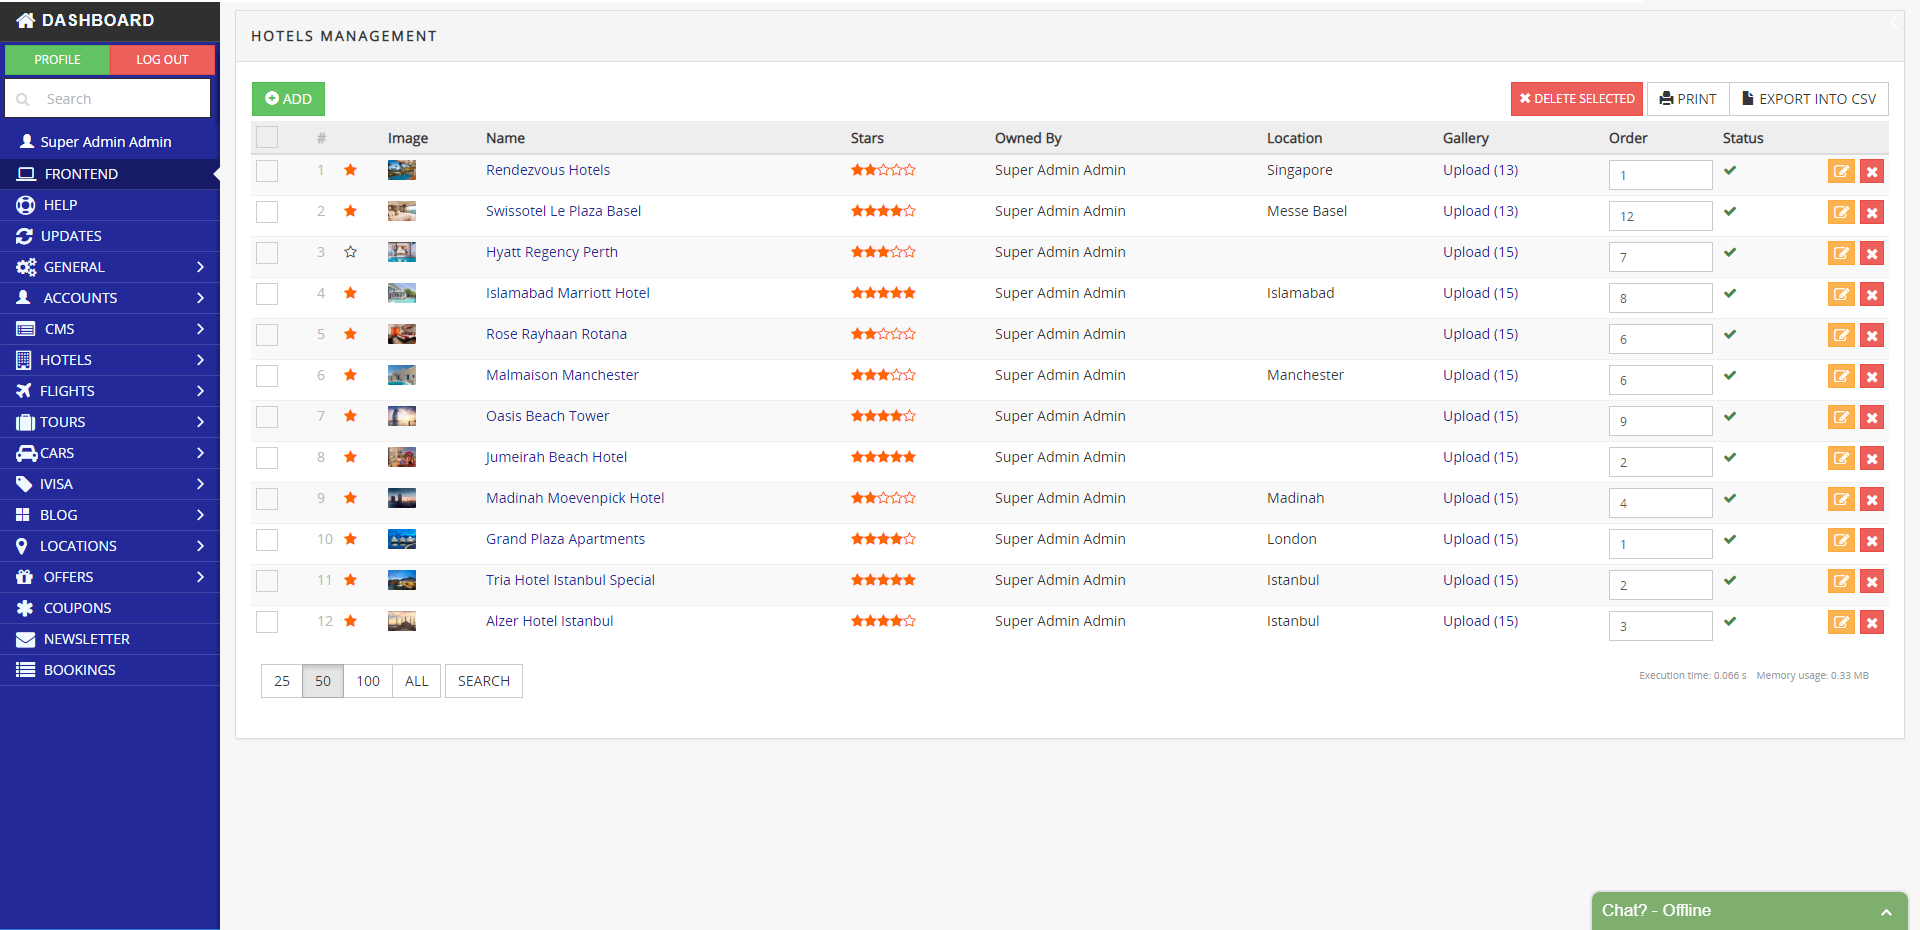 DASHBOARD
PROFILE LOG OUT
Search
Super Admin Admin
FRONTEND
HELP
UPDATES
GENERAL
ACCOUNTS
CMS
HOTELS
FLIGHTS
TOURS
CARS
IVISA
BLOG
LOCATIONS
OFFERS
COUPONS
NEWSLETTER
BOOKINGS
HOTELS MANAGEMENT
ADD DELETE SELECTED PRINT EXPORT INTO CSV
# Image Name Stars Owned By Location Gallery Order Status
1 Rendezvous Hotels Super Admin Admin Singapore Upload (13) 1
2 Swissotel Le Plaza Basel Super Admin Admin Messe Basel Upload (13) 12
3 Hyatt Regency Perth Super Admin Admin Upload (15) 7
4 Islamabad Marriott Hotel Super Admin Admin Islamabad Upload (15) 8
5 Rose Rayhaan Rotana Super Admin Admin Upload (15) 6
6 Malmaison Manchester Super Admin Admin Manchester Upload (15) 6
7 Oasis Beach Tower Super Admin Admin Upload (15) 9
8 Jumeirah Beach Hotel Super Admin Admin Upload (15) 2
9 Madinah Moevenpick Hotel Super Admin Admin Madinah Upload (15) 4
10 Grand Plaza Apartments Super Admin Admin London Upload (15) 1
11 Tria Hotel Istanbul Special Super Admin Admin Istanbul Upload (15) 2
12 Alzer Hotel Istanbul Super Admin Admin Istanbul Upload (15) 3
25 50 100 ALL SEARCH Execution time: 0.066 s Memory usage: 0.33 MB
Chat? - Offline